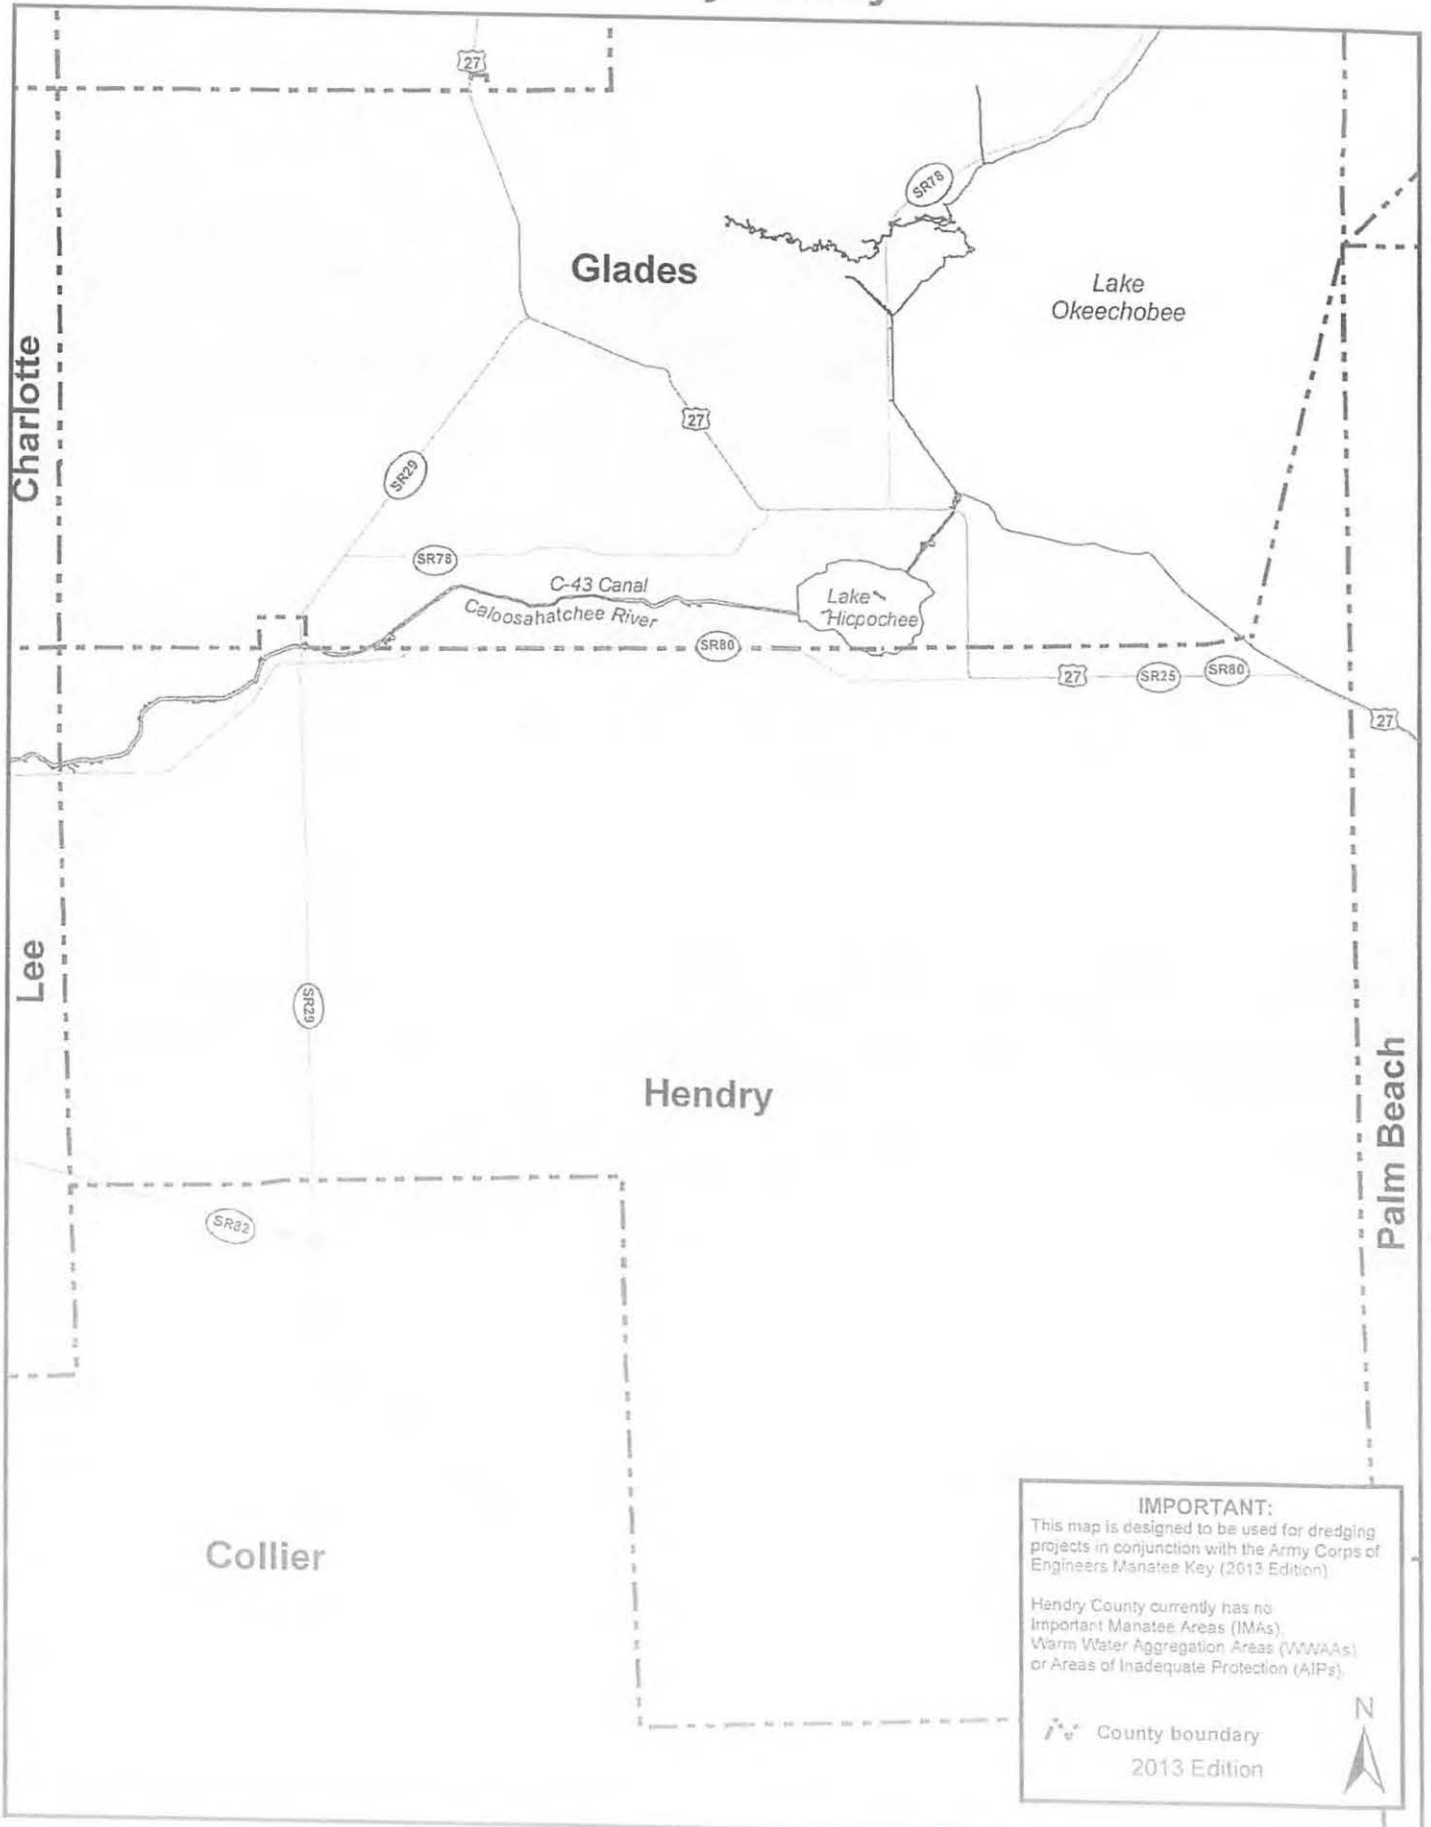 27
SR78
Glades
Lake
Okeechobee
Charlotte
27
SR29
SR78
C-43 Canal
Caloosahatchee River
Lake
Hicpochee
SR80
27
SR25
SR80
27
Lee
SR29
Hendry
Palm Beach
SR82
Collier
IMPORTANT:
This map is designed to be used for dredging
projects in conjunction with the Army Corps of
Engineers Manatee Key (2013 Edition).
Hendry County currently has no
Important Manatee Areas (IMAs),
Warm Water Aggregation Areas (WWAAs)
or Areas of Inadequate Protection (AIPs).
N
County boundary
2013 Edition